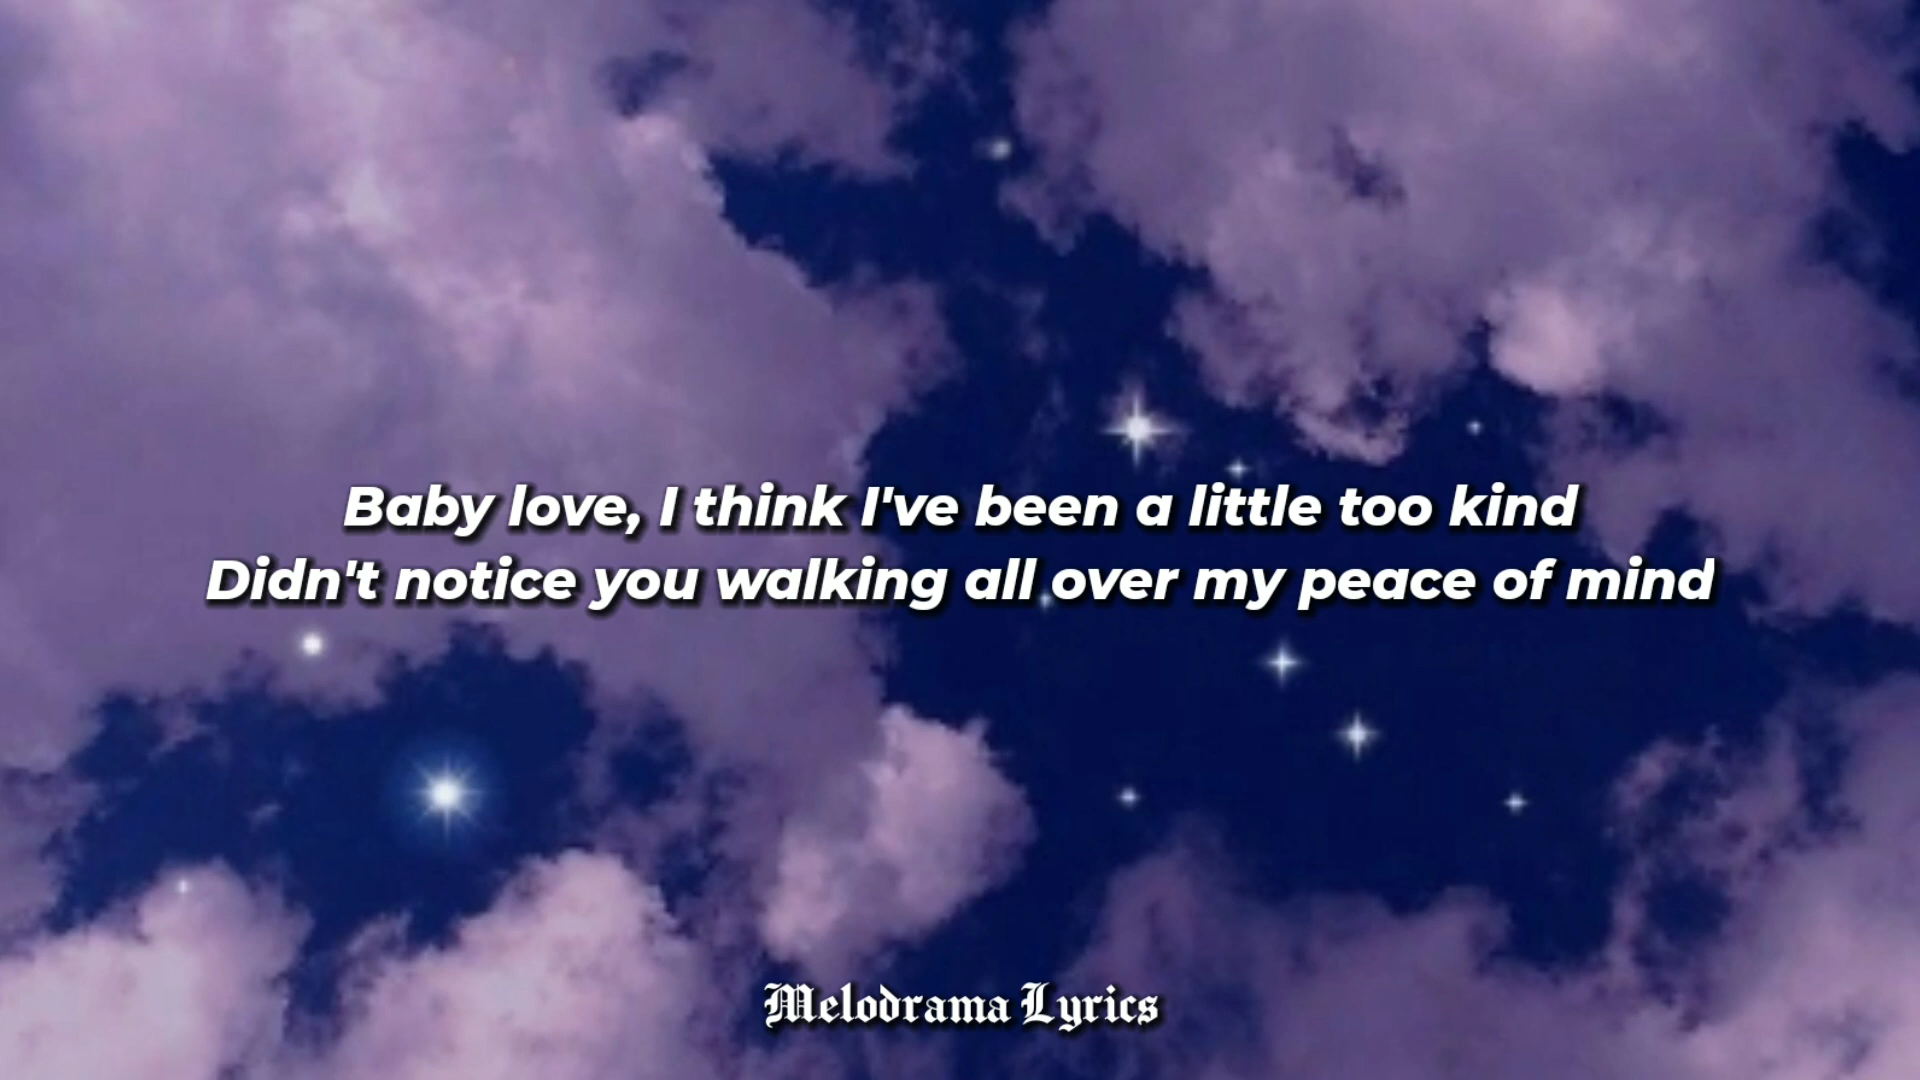 Baby love, I think I've been a little too kind
Didn't notice you walking all over my peace of mind
Melodrama Lyrics